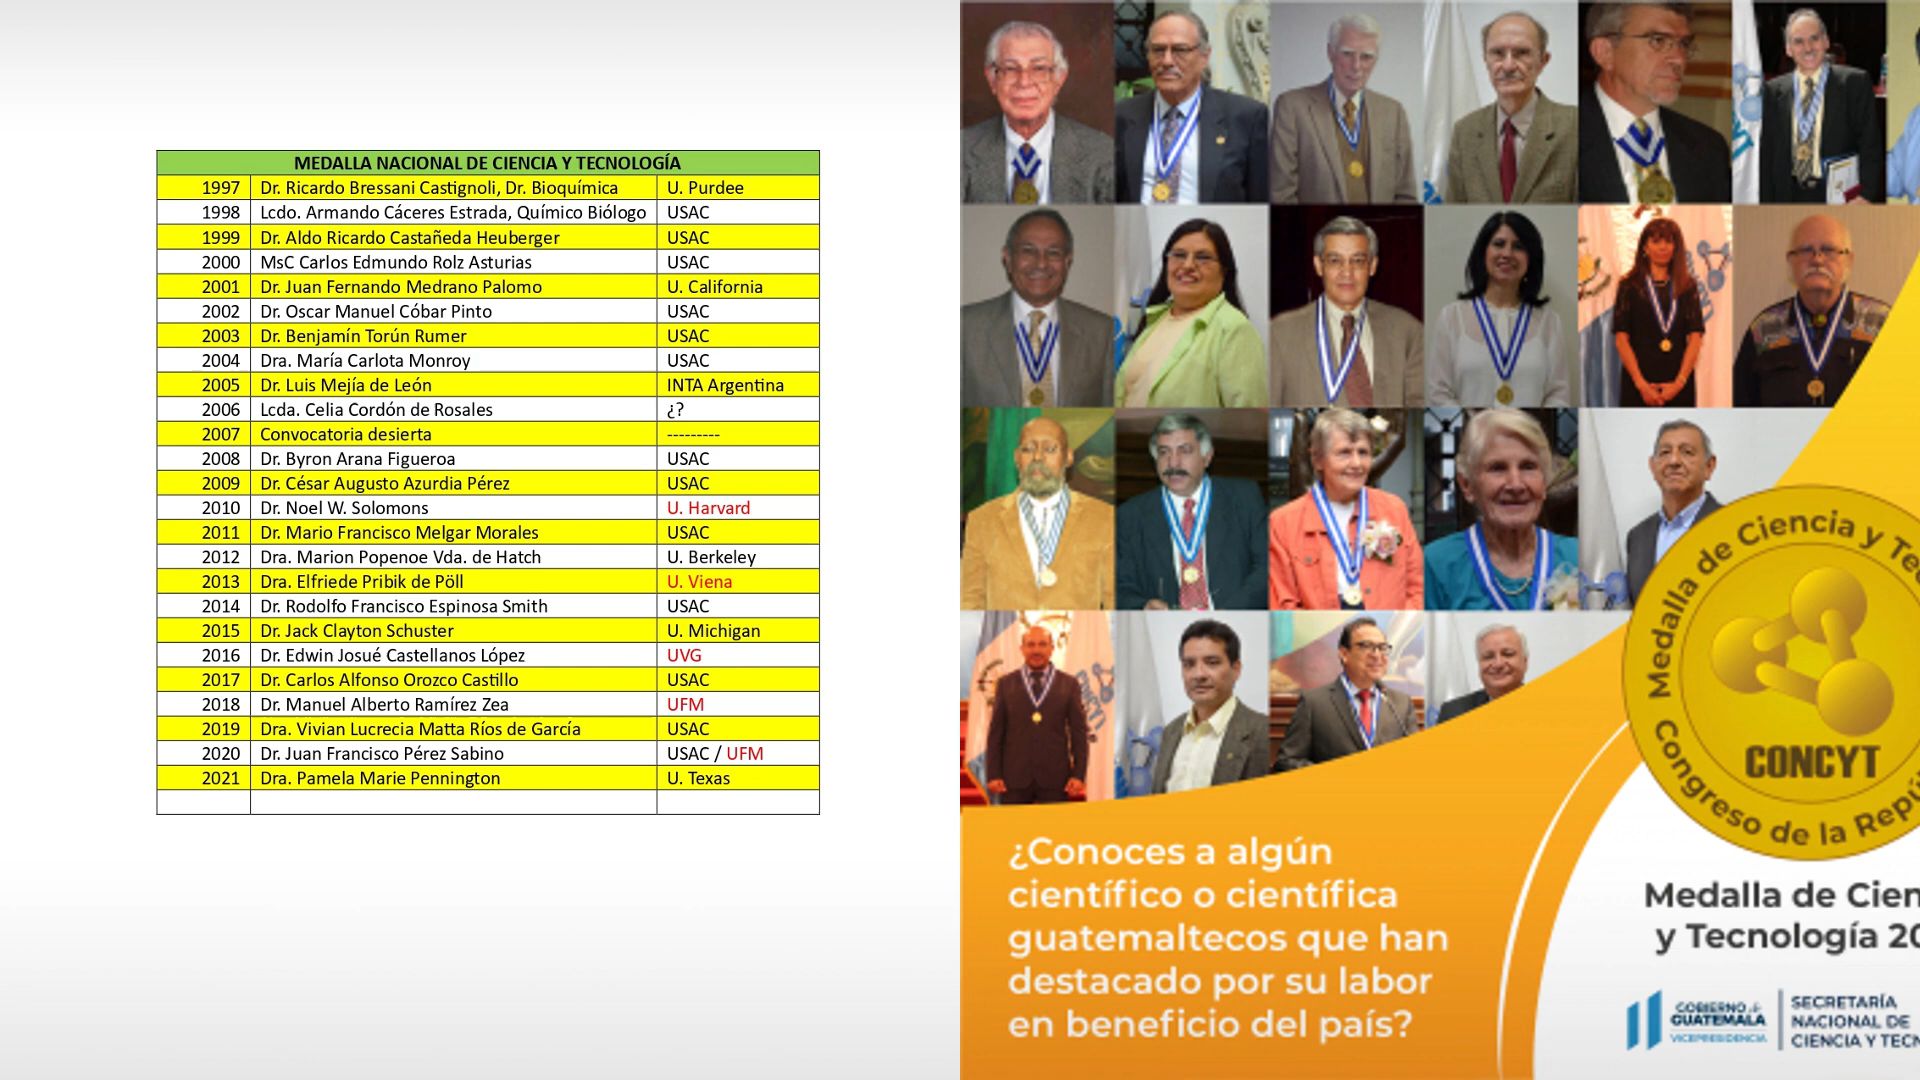 MEDALLA NACIONAL DE CIENCIA Y TECNOLOGÍA
1997 Dr. Ricardo Bressani Castignoli, Dr. Bioquímica U. Purdee
1998 Lcdo. Armando Cáceres Estrada, Químico Biólogo USAC
1999 Dr. Aldo Ricardo Castañeda Heuberger USAC
2000 MsC Carlos Edmundo Rolz Asturias USAC
2001 Dr. Juan Fernando Medrano Palomo U. California
2002 Dr. Oscar Manuel Cóbar Pinto USAC
2003 Dr. Benjamín Torún Rumer USAC
2004 Dra. María Carlota Monroy USAC
2005 Dr. Luis Mejía de León INTA Argentina
2006 Lcda. Celia Cordón de Rosales ¿?
2007 Convocatoria desierta ---------
2008 Dr. Byron Arana Figueroa USAC
2009 Dr. César Augusto Azurdia Pérez USAC
2010 Dr. Noel W. Solomons U. Harvard
2011 Dr. Mario Francisco Melgar Morales USAC
2012 Dra. Marion Popenoe Vda. de Hatch U. Berkeley
2013 Dra. Elfriede Pribik de Pöll U. Viena
2014 Dr. Rodolfo Francisco Espinosa Smith USAC
2015 Dr. Jack Clayton Schuster U. Michigan
2016 Dr. Edwin Josué Castellanos López UVG
2017 Dr. Carlos Alfonso Orozco Castillo USAC
2018 Dr. Manuel Alberto Ramírez Zea UFM
2019 Dra. Vivian Lucrecia Matta Ríos de García USAC
2020 Dr. Juan Francisco Pérez Sabino USAC / UFM
2021 Dra. Pamela Marie Pennington U. Texas
Medalla de Ciencia y Tec
CONCYT
Congreso de la Repú
¿Conoces a algún
científico o científica
guatemaltecos que han
destacado por su labor
en beneficio del país?
Medalla de Cien
y Tecnología 20
GOBIERNO de
GUATEMALA
VICEPRESIDENCIA
SECRETARÍA
NACIONAL DE
CIENCIA Y TECN